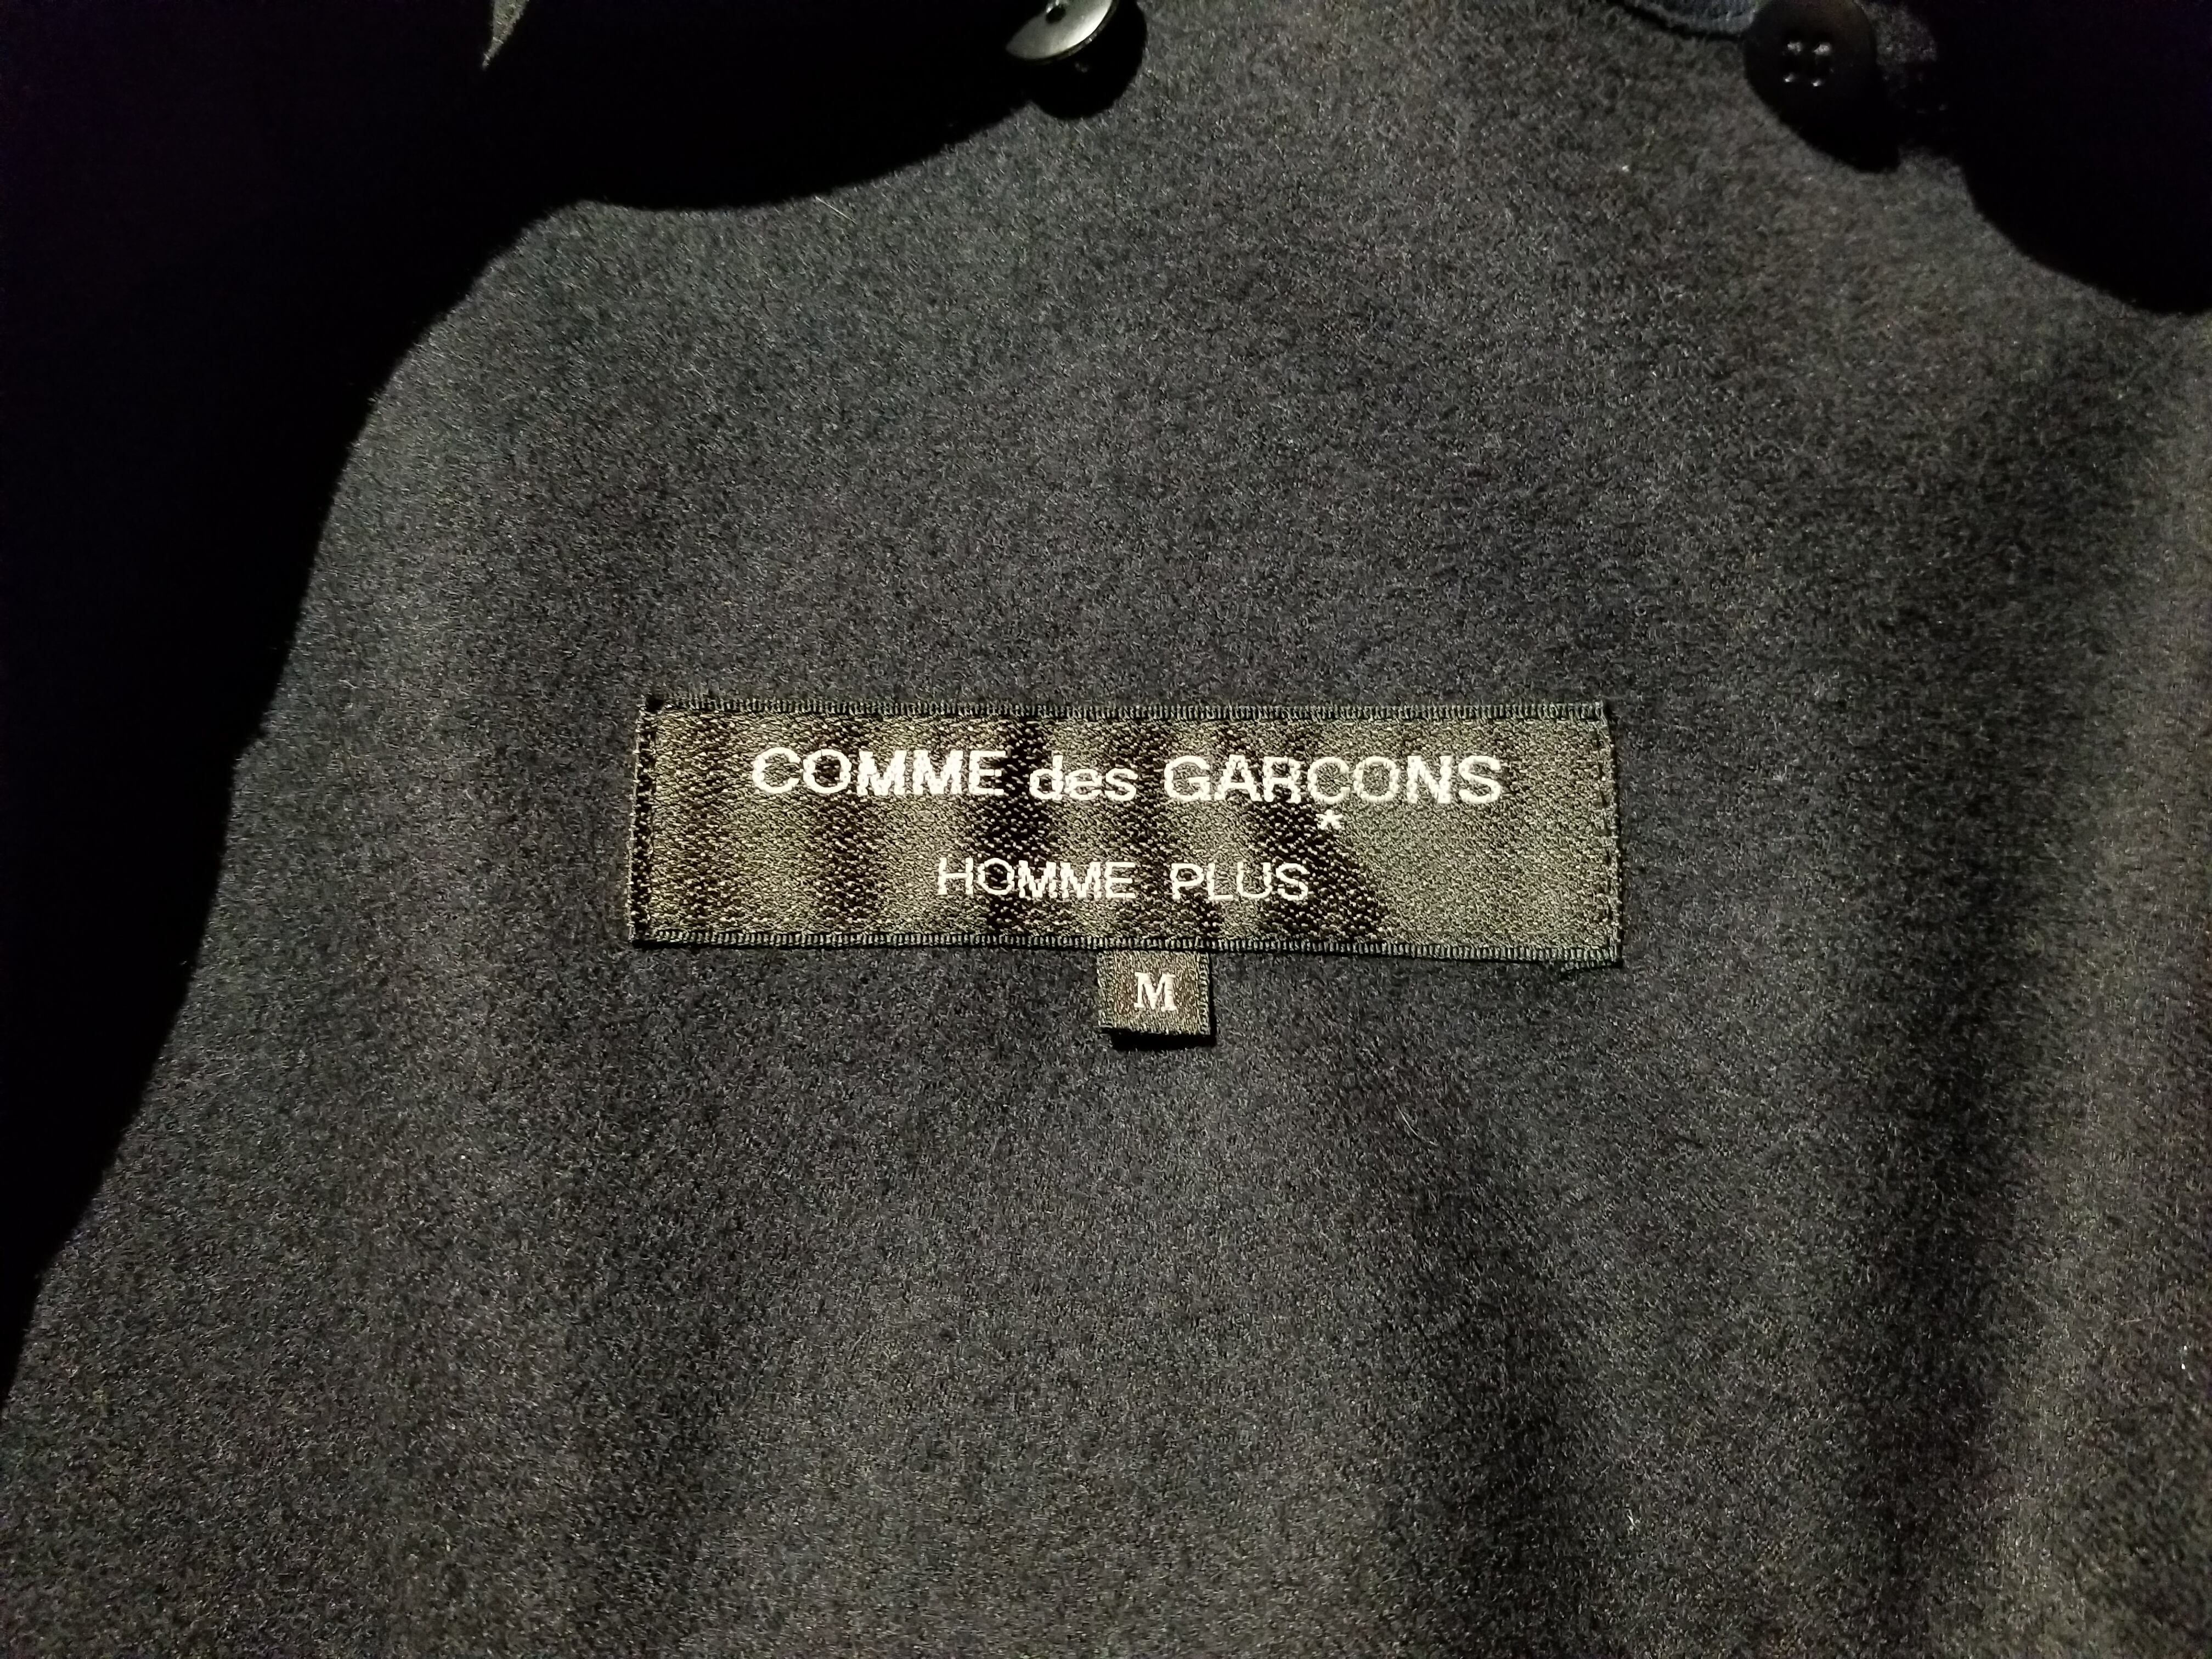 COMME des GARÇONS
*
HOMME PLUS
M